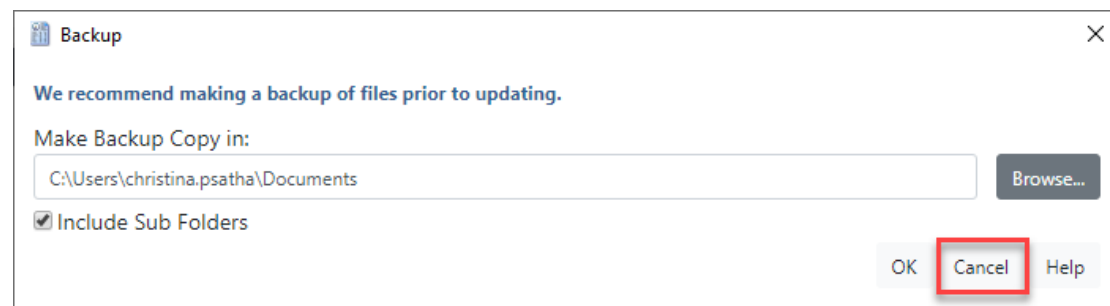 Backup
We recommend making a backup of files prior to updating.
Make Backup Copy in:
C:\Users\christina.psatha\Documents
Browse...
Include Sub Folders
OK Cancel Help